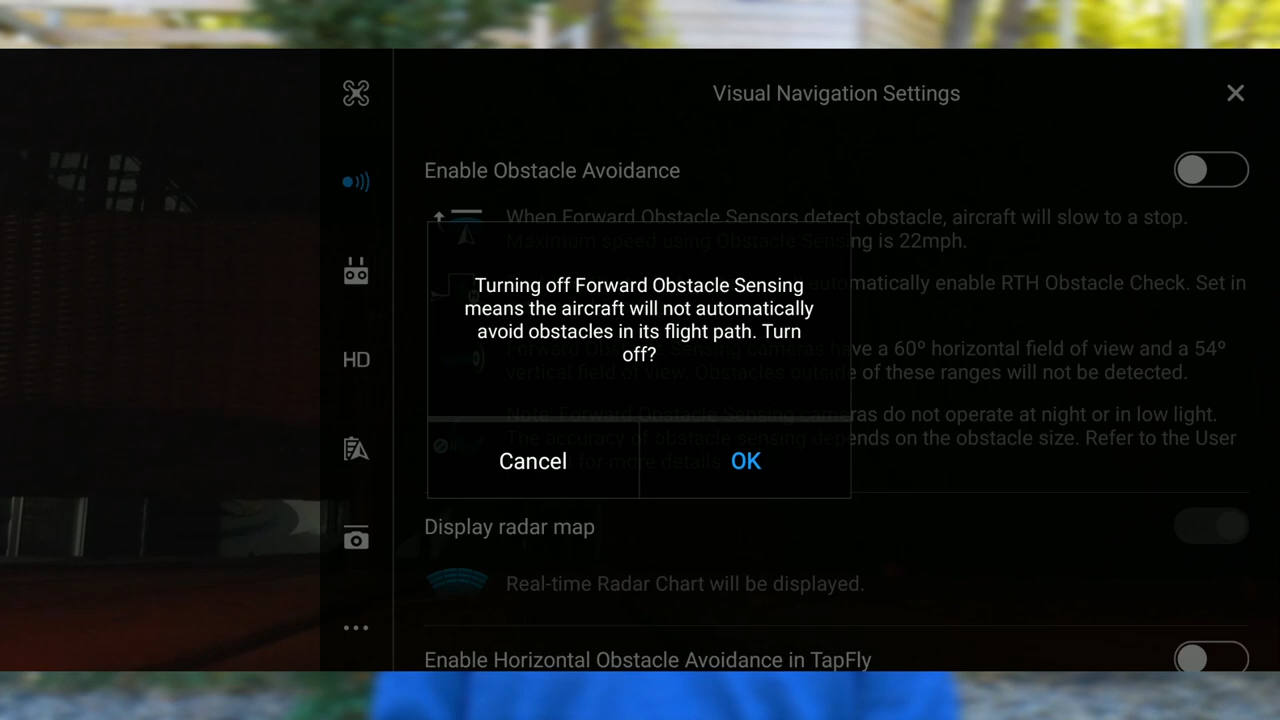 Visual Navigation Settings
Enable Obstacle Avoidance
When Forward Obstacle Sensors detect obstacle, aircraft will slow to a stop.
Maximum speed using Obstacle Sensing is 22mph.
Turning off Forward Obstacle Sensing
means the aircraft will not automatically
avoid obstacles in its flight path. Turn
off?
Cancel
OK
automatically enable RTH Obstacle Check. Set in
Forward Obstacle Sensing cameras have a 60º horizontal field of view and a 54º
vertical field of view. Obstacles outside of these ranges will not be detected.
Note: Forward Obstacle Sensing cameras do not operate at night or in low light.
The accuracy of obstacle sensing depends on the obstacle size. Refer to the User
for more details.
HD
Display radar map
Real-time Radar Chart will be displayed.
Enable Horizontal Obstacle Avoidance in TapFly